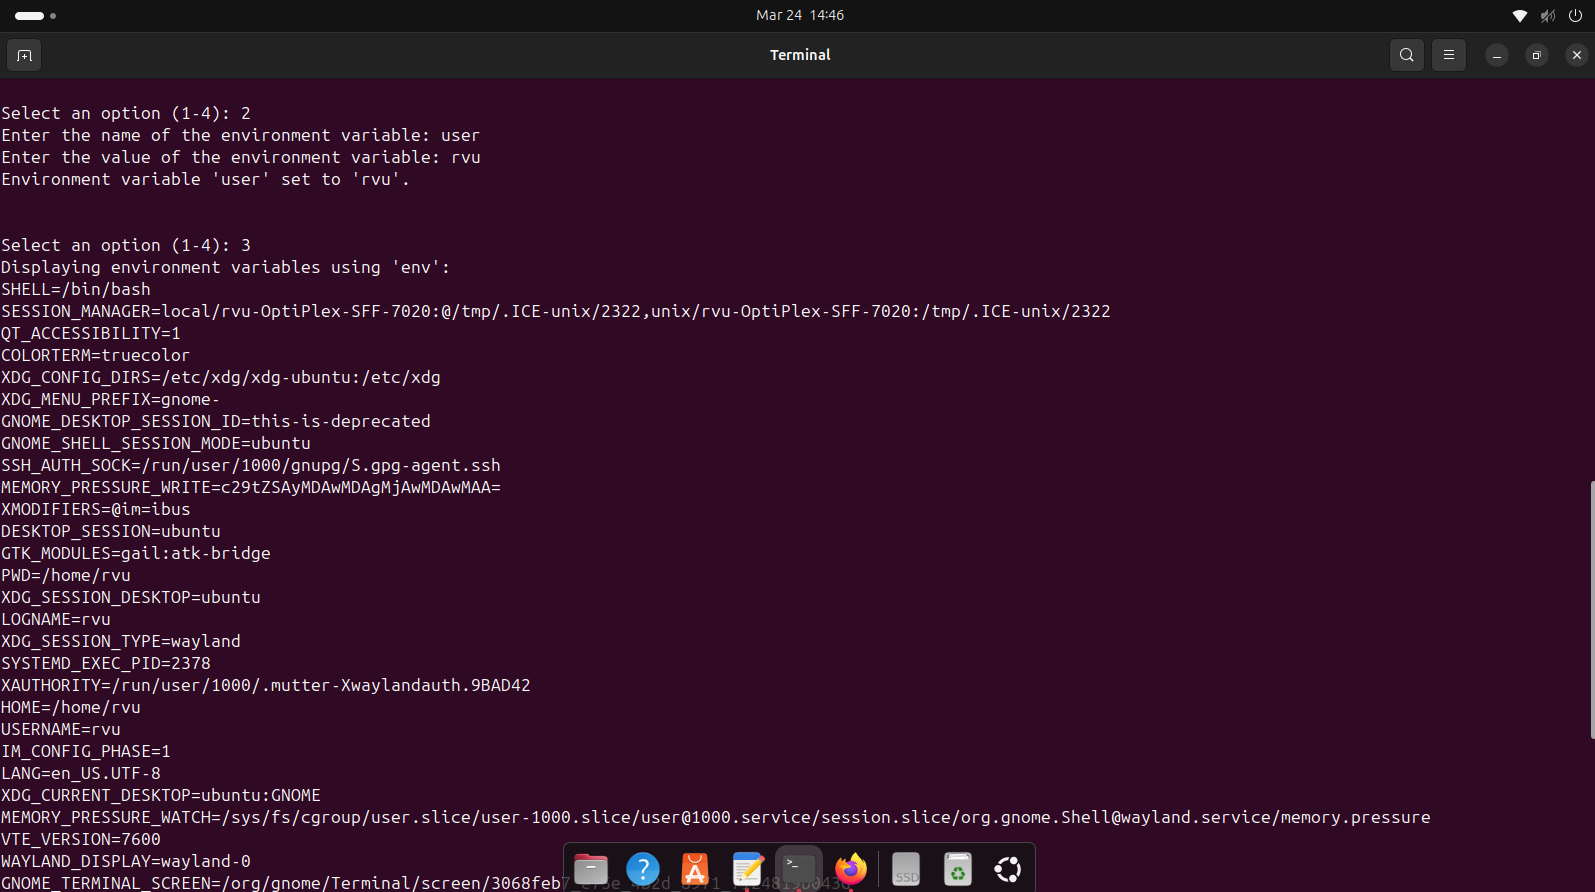 Mar 24 14:46
Terminal
Select an option (1-4): 2
Enter the name of the environment variable: user
Enter the value of the environment variable: rvu
Environment variable 'user' set to 'rvu'.
Select an option (1-4): 3
Displaying environment variables using 'env':
SHELL=/bin/bash
SESSION_MANAGER=local/rvu-OptiPlex-SFF-7020:@/tmp/.ICE-unix/2322,unix/rvu-OptiPlex-SFF-7020:/tmp/.ICE-unix/2322
QT_ACCESSIBILITY=1
COLORTERM=truecolor
XDG_CONFIG_DIRS=/etc/xdg/xdg-ubuntu:/etc/xdg
XDG_MENU_PREFIX=gnome-
GNOME_DESKTOP_SESSION_ID=this-is-deprecated
GNOME_SHELL_SESSION_MODE=ubuntu
SSH_AUTH_SOCK=/run/user/1000/gnupg/S.gpg-agent.ssh
MEMORY_PRESSURE_WRITE=c29tZSAyMDAwMDAgMjAwMDAwMAA=
XMODIFIERS=@im=ibus
DESKTOP_SESSION=ubuntu
GTK_MODULES=gail:atk-bridge
PWD=/home/rvu
XDG_SESSION_DESKTOP=ubuntu
LOGNAME=rvu
XDG_SESSION_TYPE=wayland
SYSTEMD_EXEC_PID=2378
XAUTHORITY=/run/user/1000/.mutter-Xwaylandauth.9BAD42
HOME=/home/rvu
USERNAME=rvu
IM_CONFIG_PHASE=1
LANG=en_US.UTF-8
XDG_CURRENT_DESKTOP=ubuntu:GNOME
MEMORY_PRESSURE_WATCH=/sys/fs/cgroup/user.slice/user-1000.slice/user@1000.service/session.slice/org.gnome.Shell@wayland.service/memory.pressure
VTE_VERSION=7600
WAYLAND_DISPLAY=wayland-0
GNOME_TERMINAL_SCREEN=/org/gnome/Terminal/screen/3068feb7
SSD